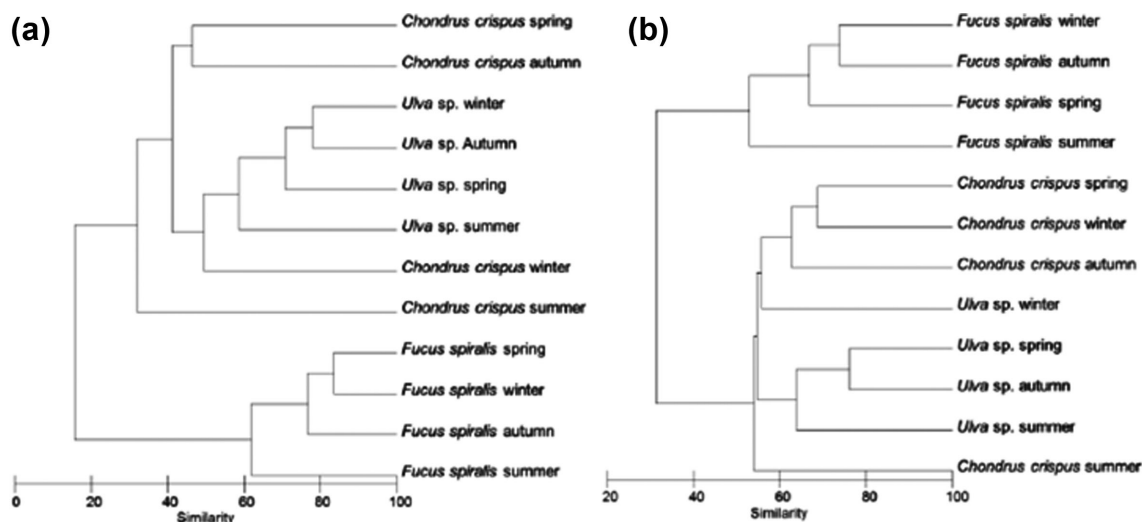 (a)
Chondrus crispus spring
Chondrus crispus autumn
Ulva sp. winter
Ulva sp. Autumn
Ulva sp. spring
Ulva sp. summer
Chondrus crispus winter
Chondrus crispus summer
Fucus spiralis spring
Fucus spiralis winter
Fucus spiralis autumn
Fucus spiralis summer
0 20 40 60 80 100
Similarity
(b)
Fucus spiralis winter
Fucus spiralis autumn
Fucus spiralis spring
Fucus spiralis summer
Chondrus crispus spring
Chondrus crispus winter
Chondrus crispus autumn
Ulva sp. winter
Ulva sp. spring
Ulva sp. autumn
Ulva sp. summer
Chondrus crispus summer
20 40 60 80 100
Similarity